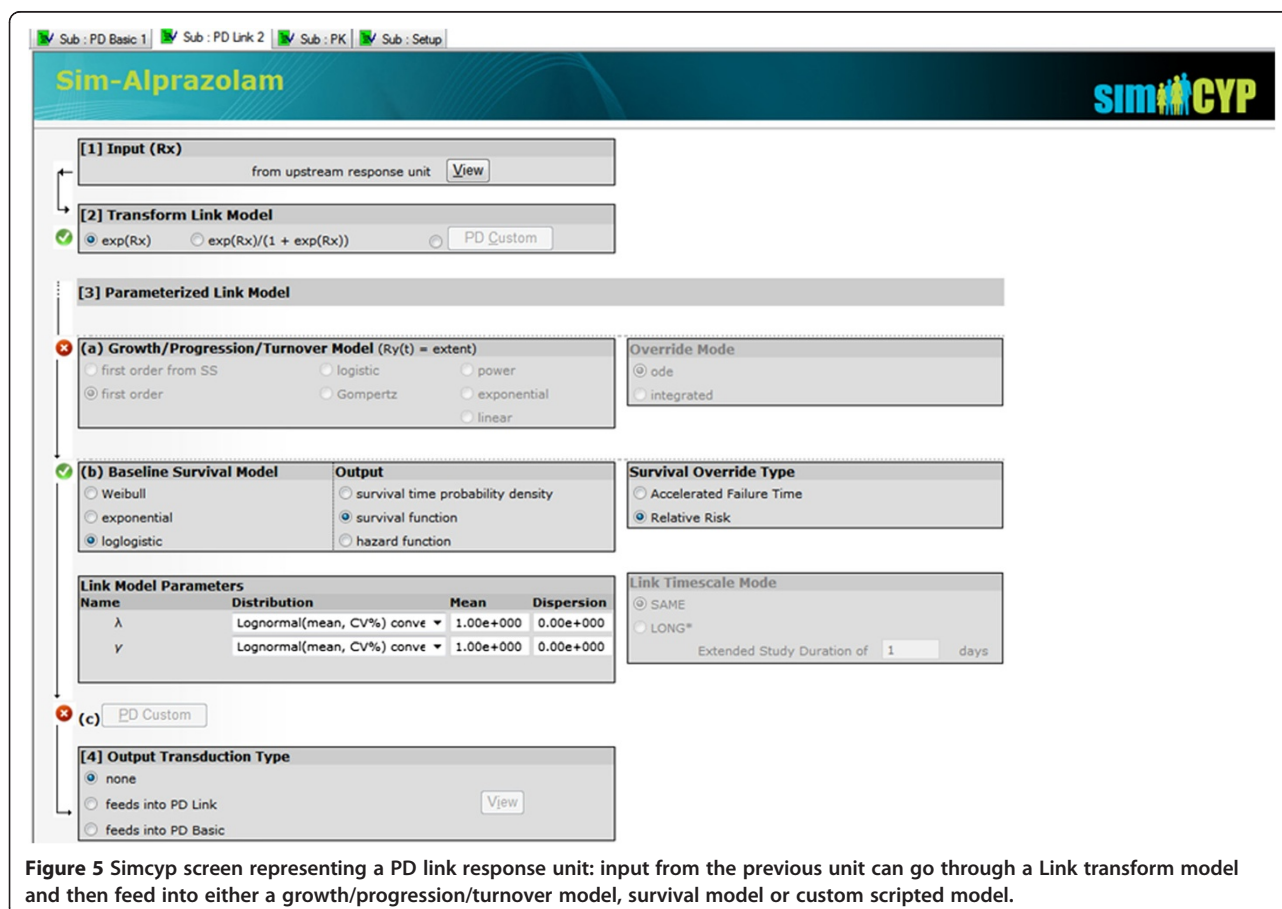 Sub : PD Basic 1 Sub : PD Link 2 Sub : PK Sub : Setup
Sim-Alprazolam
simCYP
[1] Input (Rx)
from upstream response unit View
[2] Transform Link Model
exp(Rx) exp(Rx)/(1 + exp(Rx)) PD Custom
[3] Parameterized Link Model
(a) Growth/Progression/Turnover Model (Ry(t) = extent)
first order from SS logistic power
first order Gompertz exponential
linear
Override Mode
ode
integrated
(b) Baseline Survival Model
Weibull
exponential
loglogistic
Output
survival time probability density
survival function
hazard function
Survival Override Type
Accelerated Failure Time
Relative Risk
Link Model Parameters
Name Distribution Mean Dispersion
λ Lognormal(mean, CV%) conve 1.00e+000 0.00e+000
γ Lognormal(mean, CV%) conve 1.00e+000 0.00e+000
Link Timescale Mode
SAME
LONG*
Extended Study Duration of 1 days
(c) PD Custom
[4] Output Transduction Type
none
feeds into PD Link View
feeds into PD Basic
Figure 5 Simcyp screen representing a PD link response unit: input from the previous unit can go through a Link transform model
and then feed into either a growth/progression/turnover model, survival model or custom scripted model.